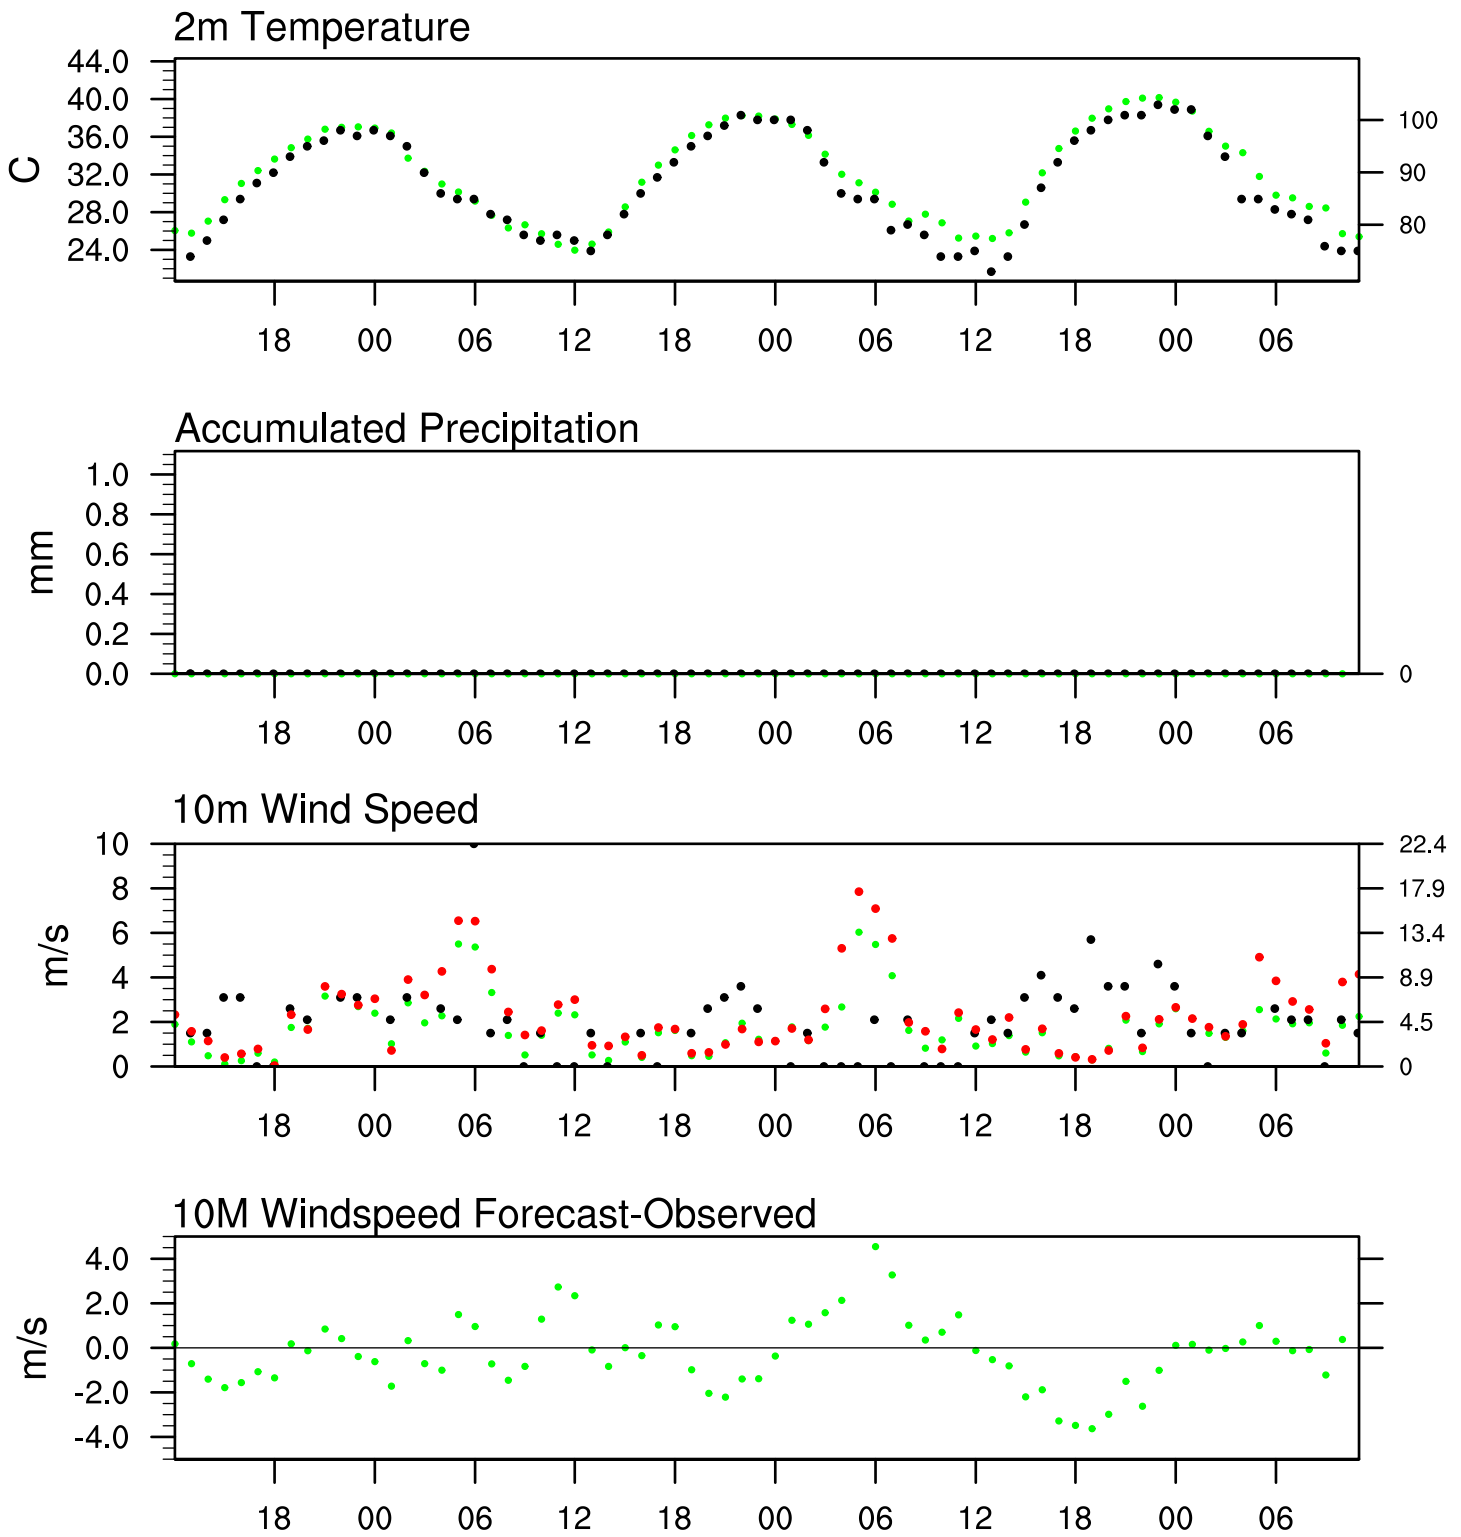 2m Temperature
44.0
40.0
36.0
32.0
28.0
24.0
C
100
90
80
18 00 06 12 18 00 06 12 18 00 06
Accumulated Precipitation
1.0
0.8
0.6
0.4
0.2
0.0
mm
0
18 00 06 12 18 00 06 12 18 00 06
10m Wind Speed
10
8
6
4
2
0
m/s
22.4
17.9
13.4
8.9
4.5
0
18 00 06 12 18 00 06 12 18 00 06
10M Windspeed Forecast-Observed
4.0
2.0
0.0
-2.0
-4.0
m/s
18 00 06 12 18 00 06 12 18 00 06